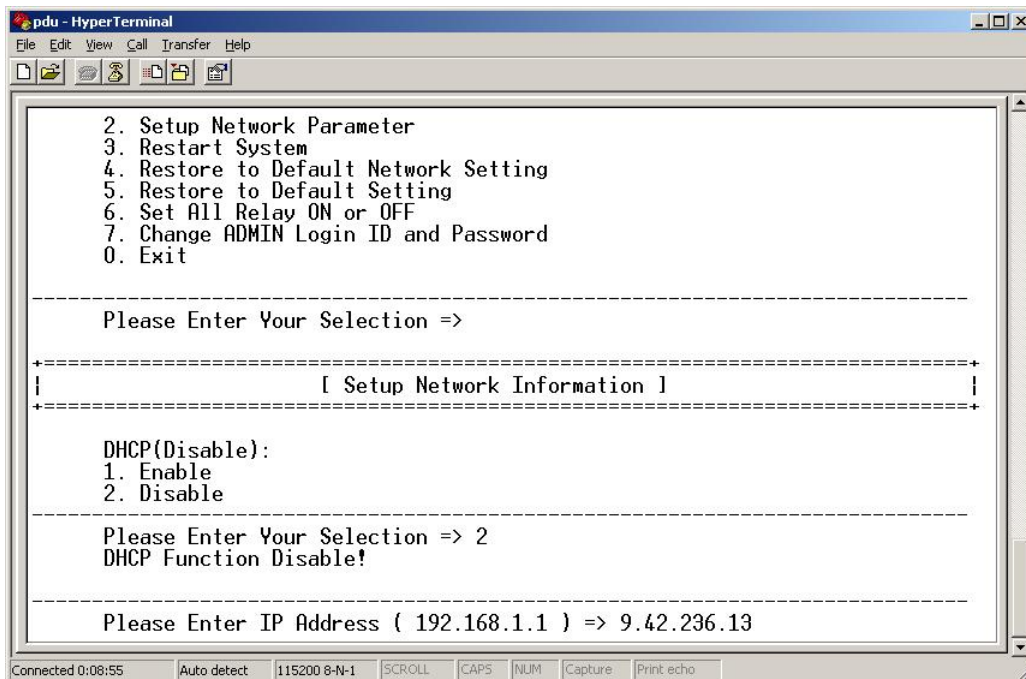 pdu - HyperTerminal
File Edit View Call Transfer Help
2. Setup Network Parameter
3. Restart System
4. Restore to Default Network Setting
5. Restore to Default Setting
6. Set All Relay ON or OFF
7. Change ADMIN Login ID and Password
0. Exit
------------------------------------------------------------------------------
Please Enter Your Selection =>
+=============================================================================+
| [ Setup Network Information ] |
+=============================================================================+
DHCP(Disable):
1. Enable
2. Disable
------------------------------------------------------------------------------
Please Enter Your Selection => 2
DHCP Function Disable!
------------------------------------------------------------------------------
Please Enter IP Address ( 192.168.1.1 ) => 9.42.236.13
Connected 0:08:55 Auto detect 115200 8-N-1 SCROLL CAPS NUM Capture Print echo